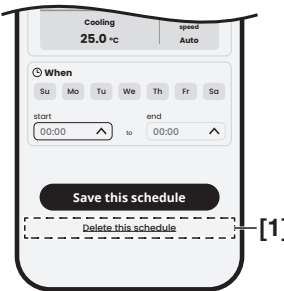 Cooling
speed
25.0 °C
Auto
When
Su Mo Tu We Th Fr Sa
start
end
00:00 to 00:00
Save this schedule
Delete this schedule
[1]